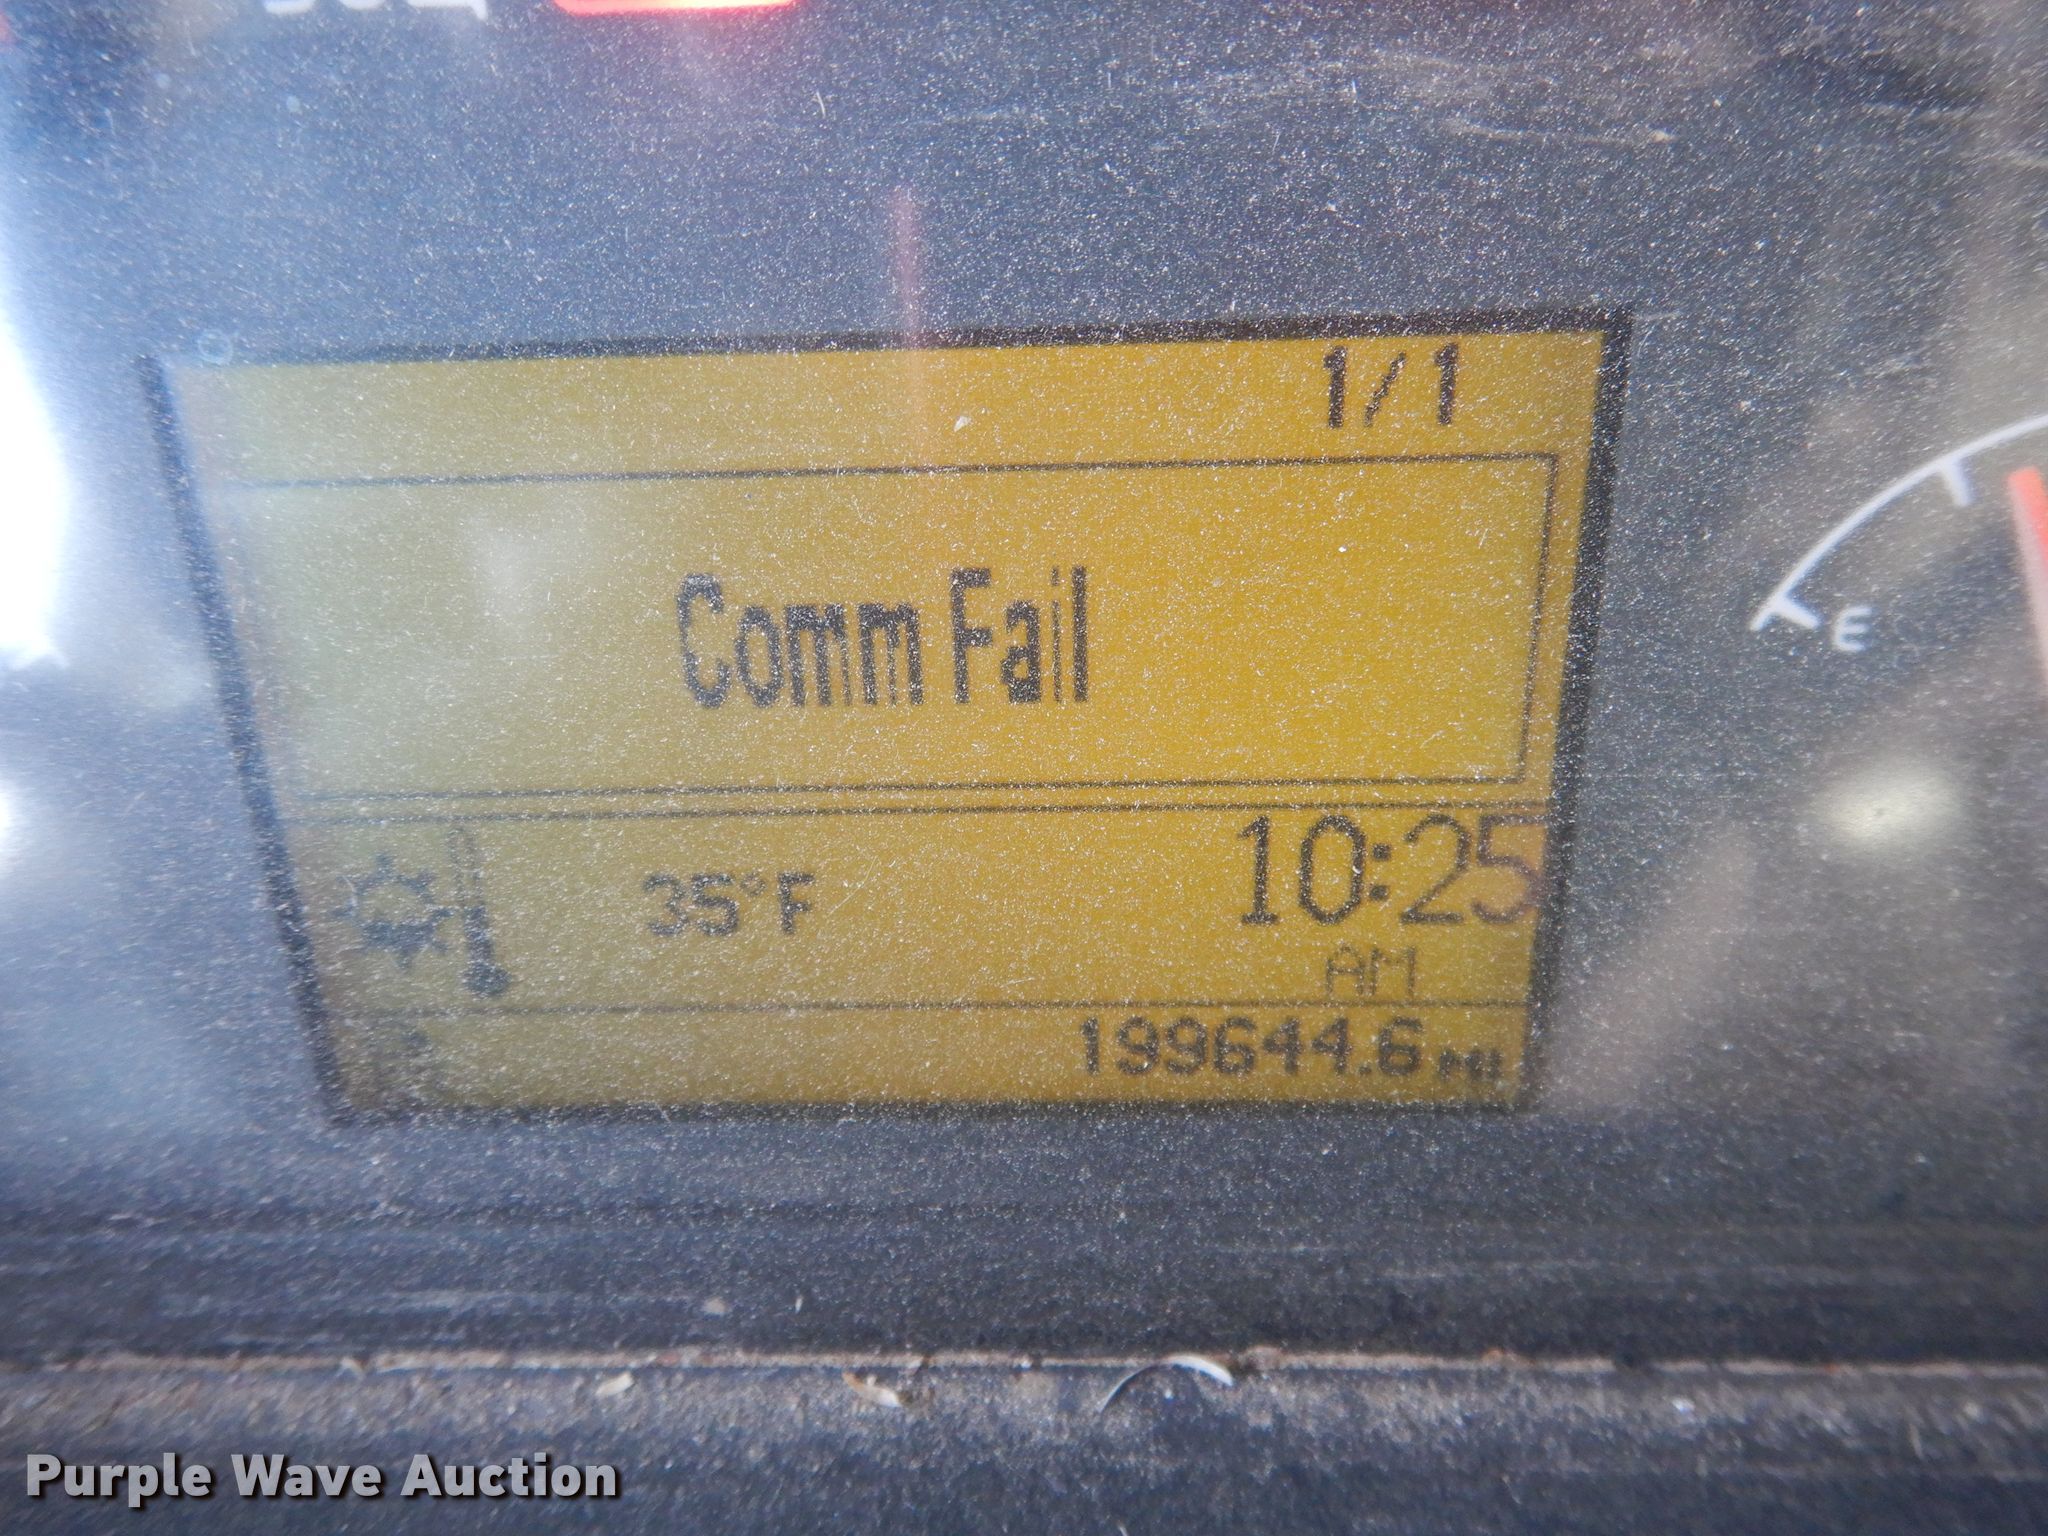 1/1
Comm Fail
35°F
10:25
AM
199644.6 MI
E
Purple Wave Auction